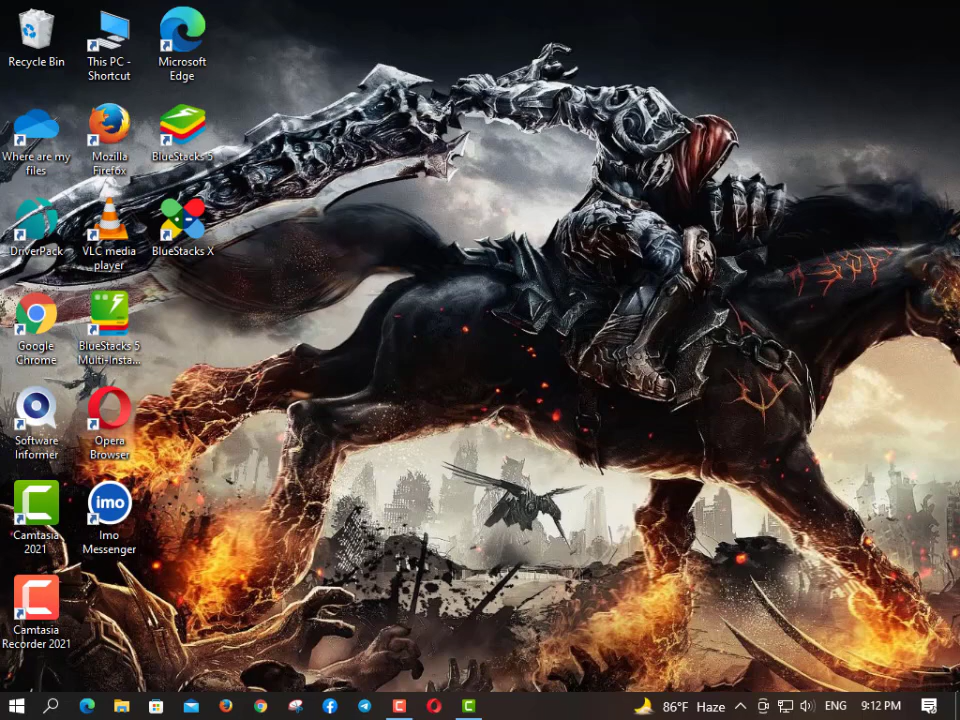 Recycle Bin
This PC -
Shortcut
Microsoft
Edge
Where are my
files
Mozilla
Firefox
BlueStacks 5
DriverPack
VLC media
player
BlueStacks X
Google
Chrome
BlueStacks 5
Multi-Insta...
Software
Informer
Opera
Browser
Camtasia
2021
imo
Imo
Messenger
Camtasia
Recorder 2021
86°F Haze
ENG
9:12 PM